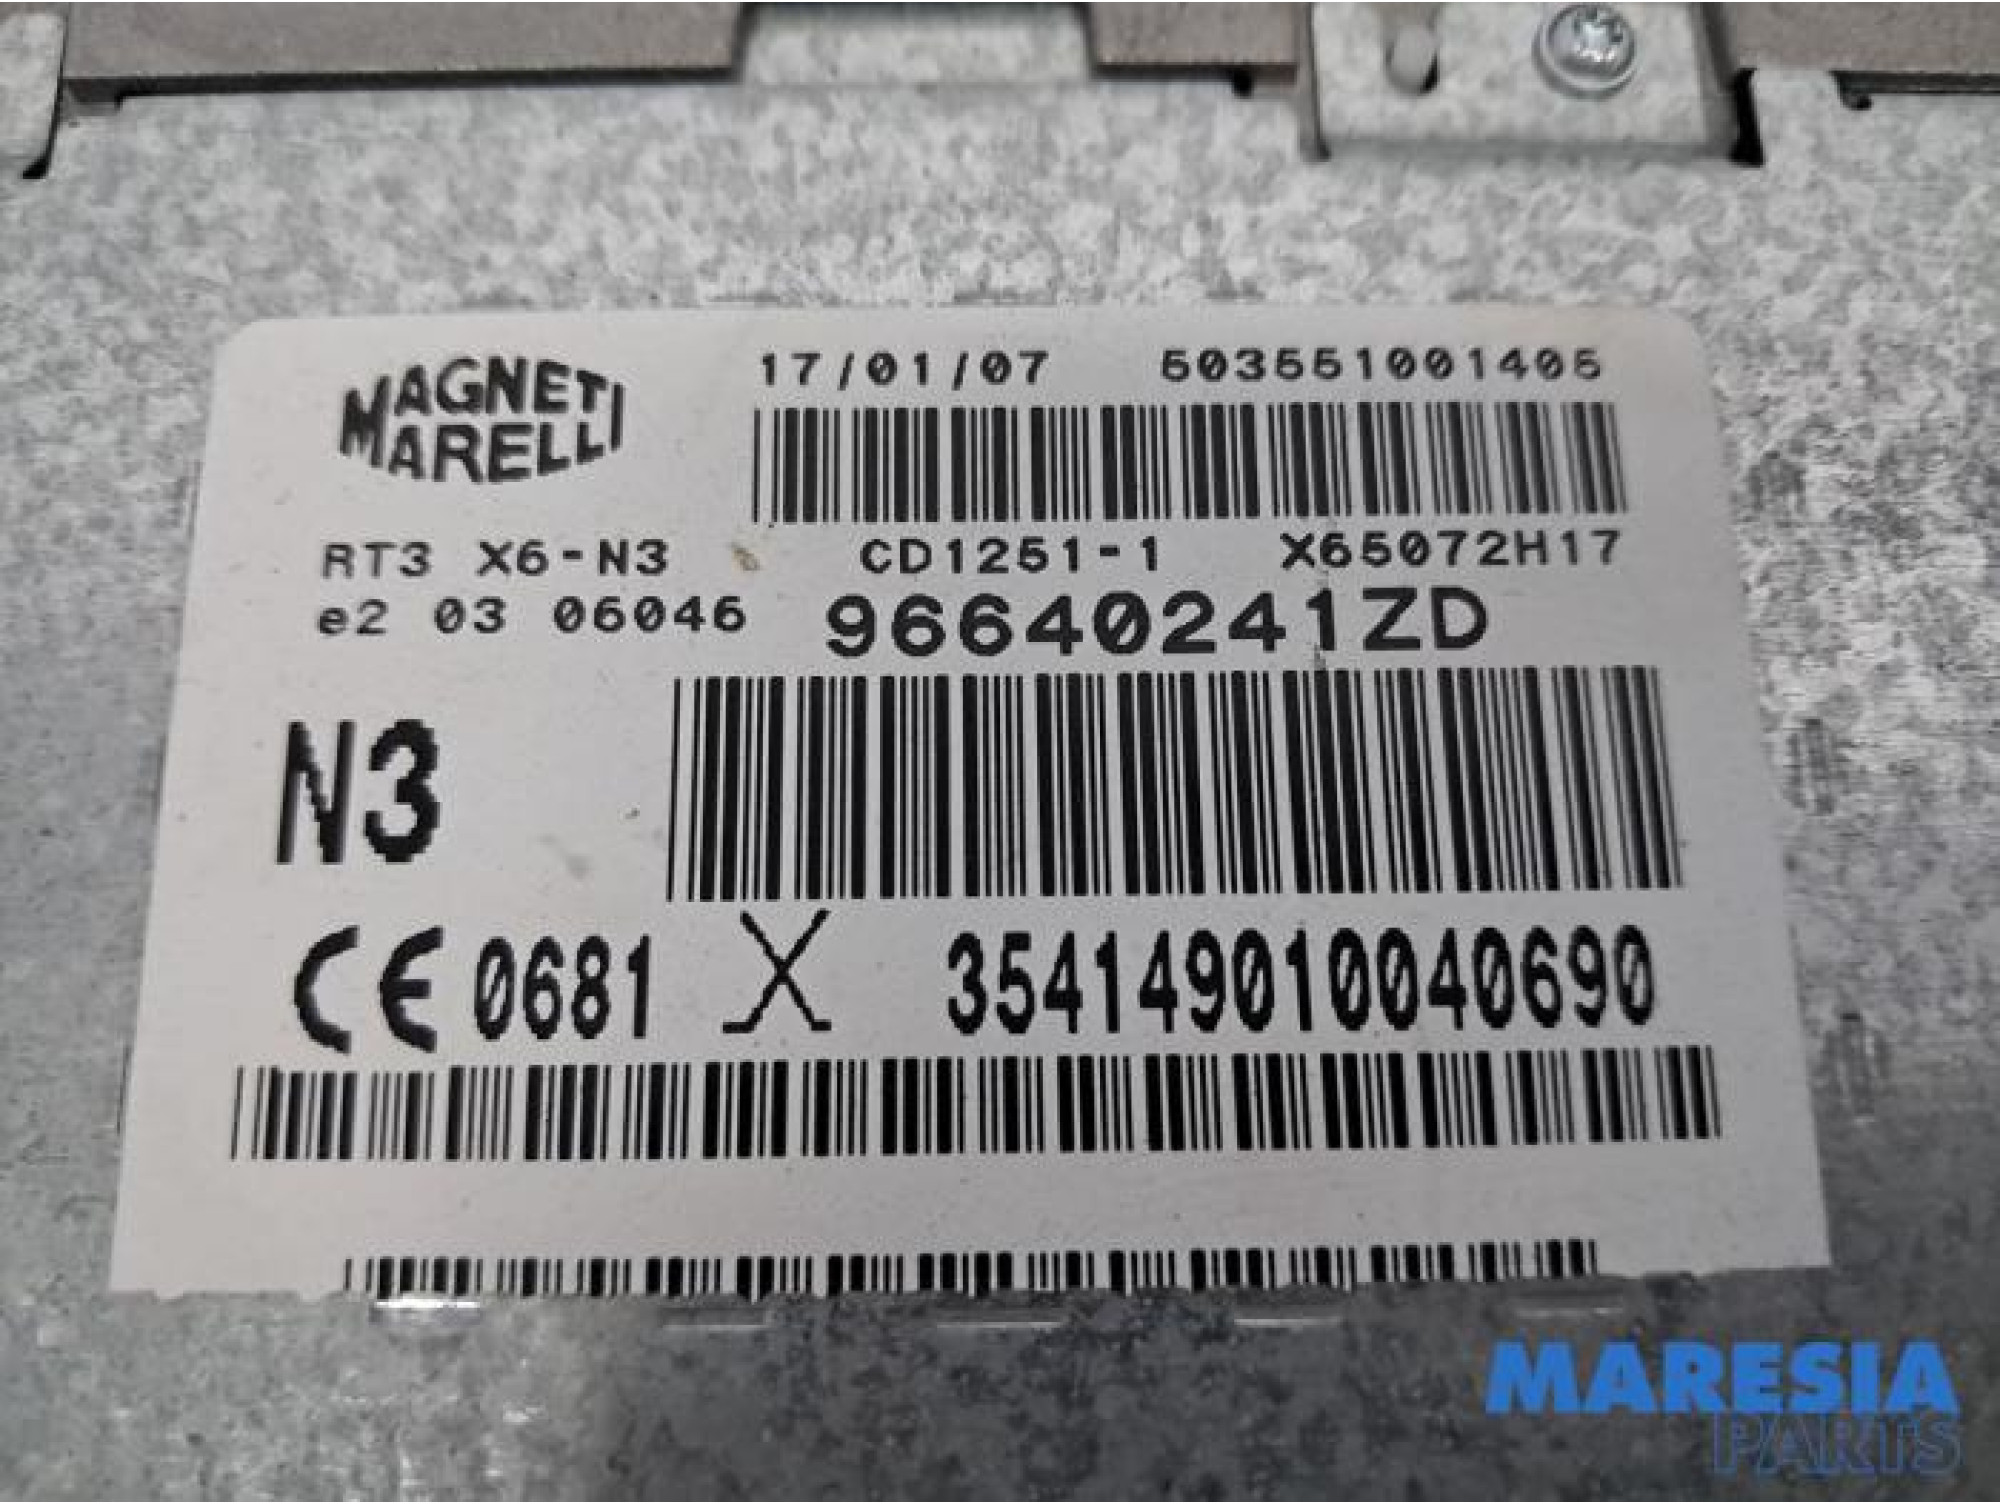 MAGNETI
MARELLI
17/01/07 503551001405
RT3 X6-N3 CD1251-1 X65072H17
e2 03 06046 96640241ZD
N3
CE 0681 354149010040690
MARESIA
PARTS